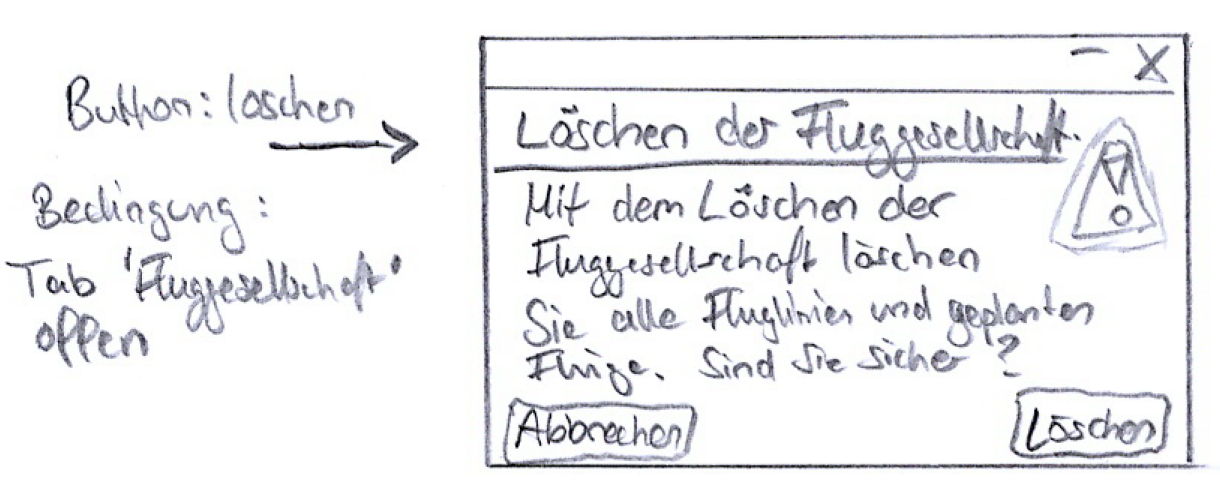 Button: löschen
Bedingung:
Tab 'Fluggesellschaft'
offen
– X
Löschen der Fluggesellschaft.
Mit dem Löschen der
Fluggesellschaft löschen
Sie alle Fluglinien und geplanten
Flüge. Sind Sie sicher?
Abbrechen
Löschen